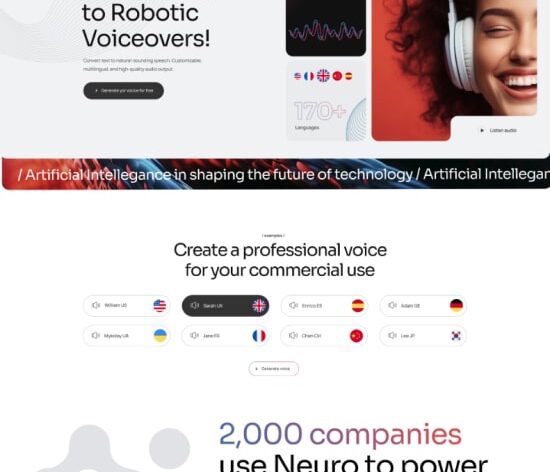 to Robotic
Voiceovers!
Convert text to natural-sounding speech. Customizable,
multilingual, and high-quality audio output.
Generate yor vioice for free
170+
Languages
Listen audio
/ Artificial Intellegance in shaping the future of technology / Artificial Intellegan
/ examples /
Create a professional voice
for your commercial use
William US
Sarah UK
Enrico ES
Adam GE
Mykolay UA
Jane FR
Chan CH
Lee JP
Generate voice
2,000 companies
use Neuro to power